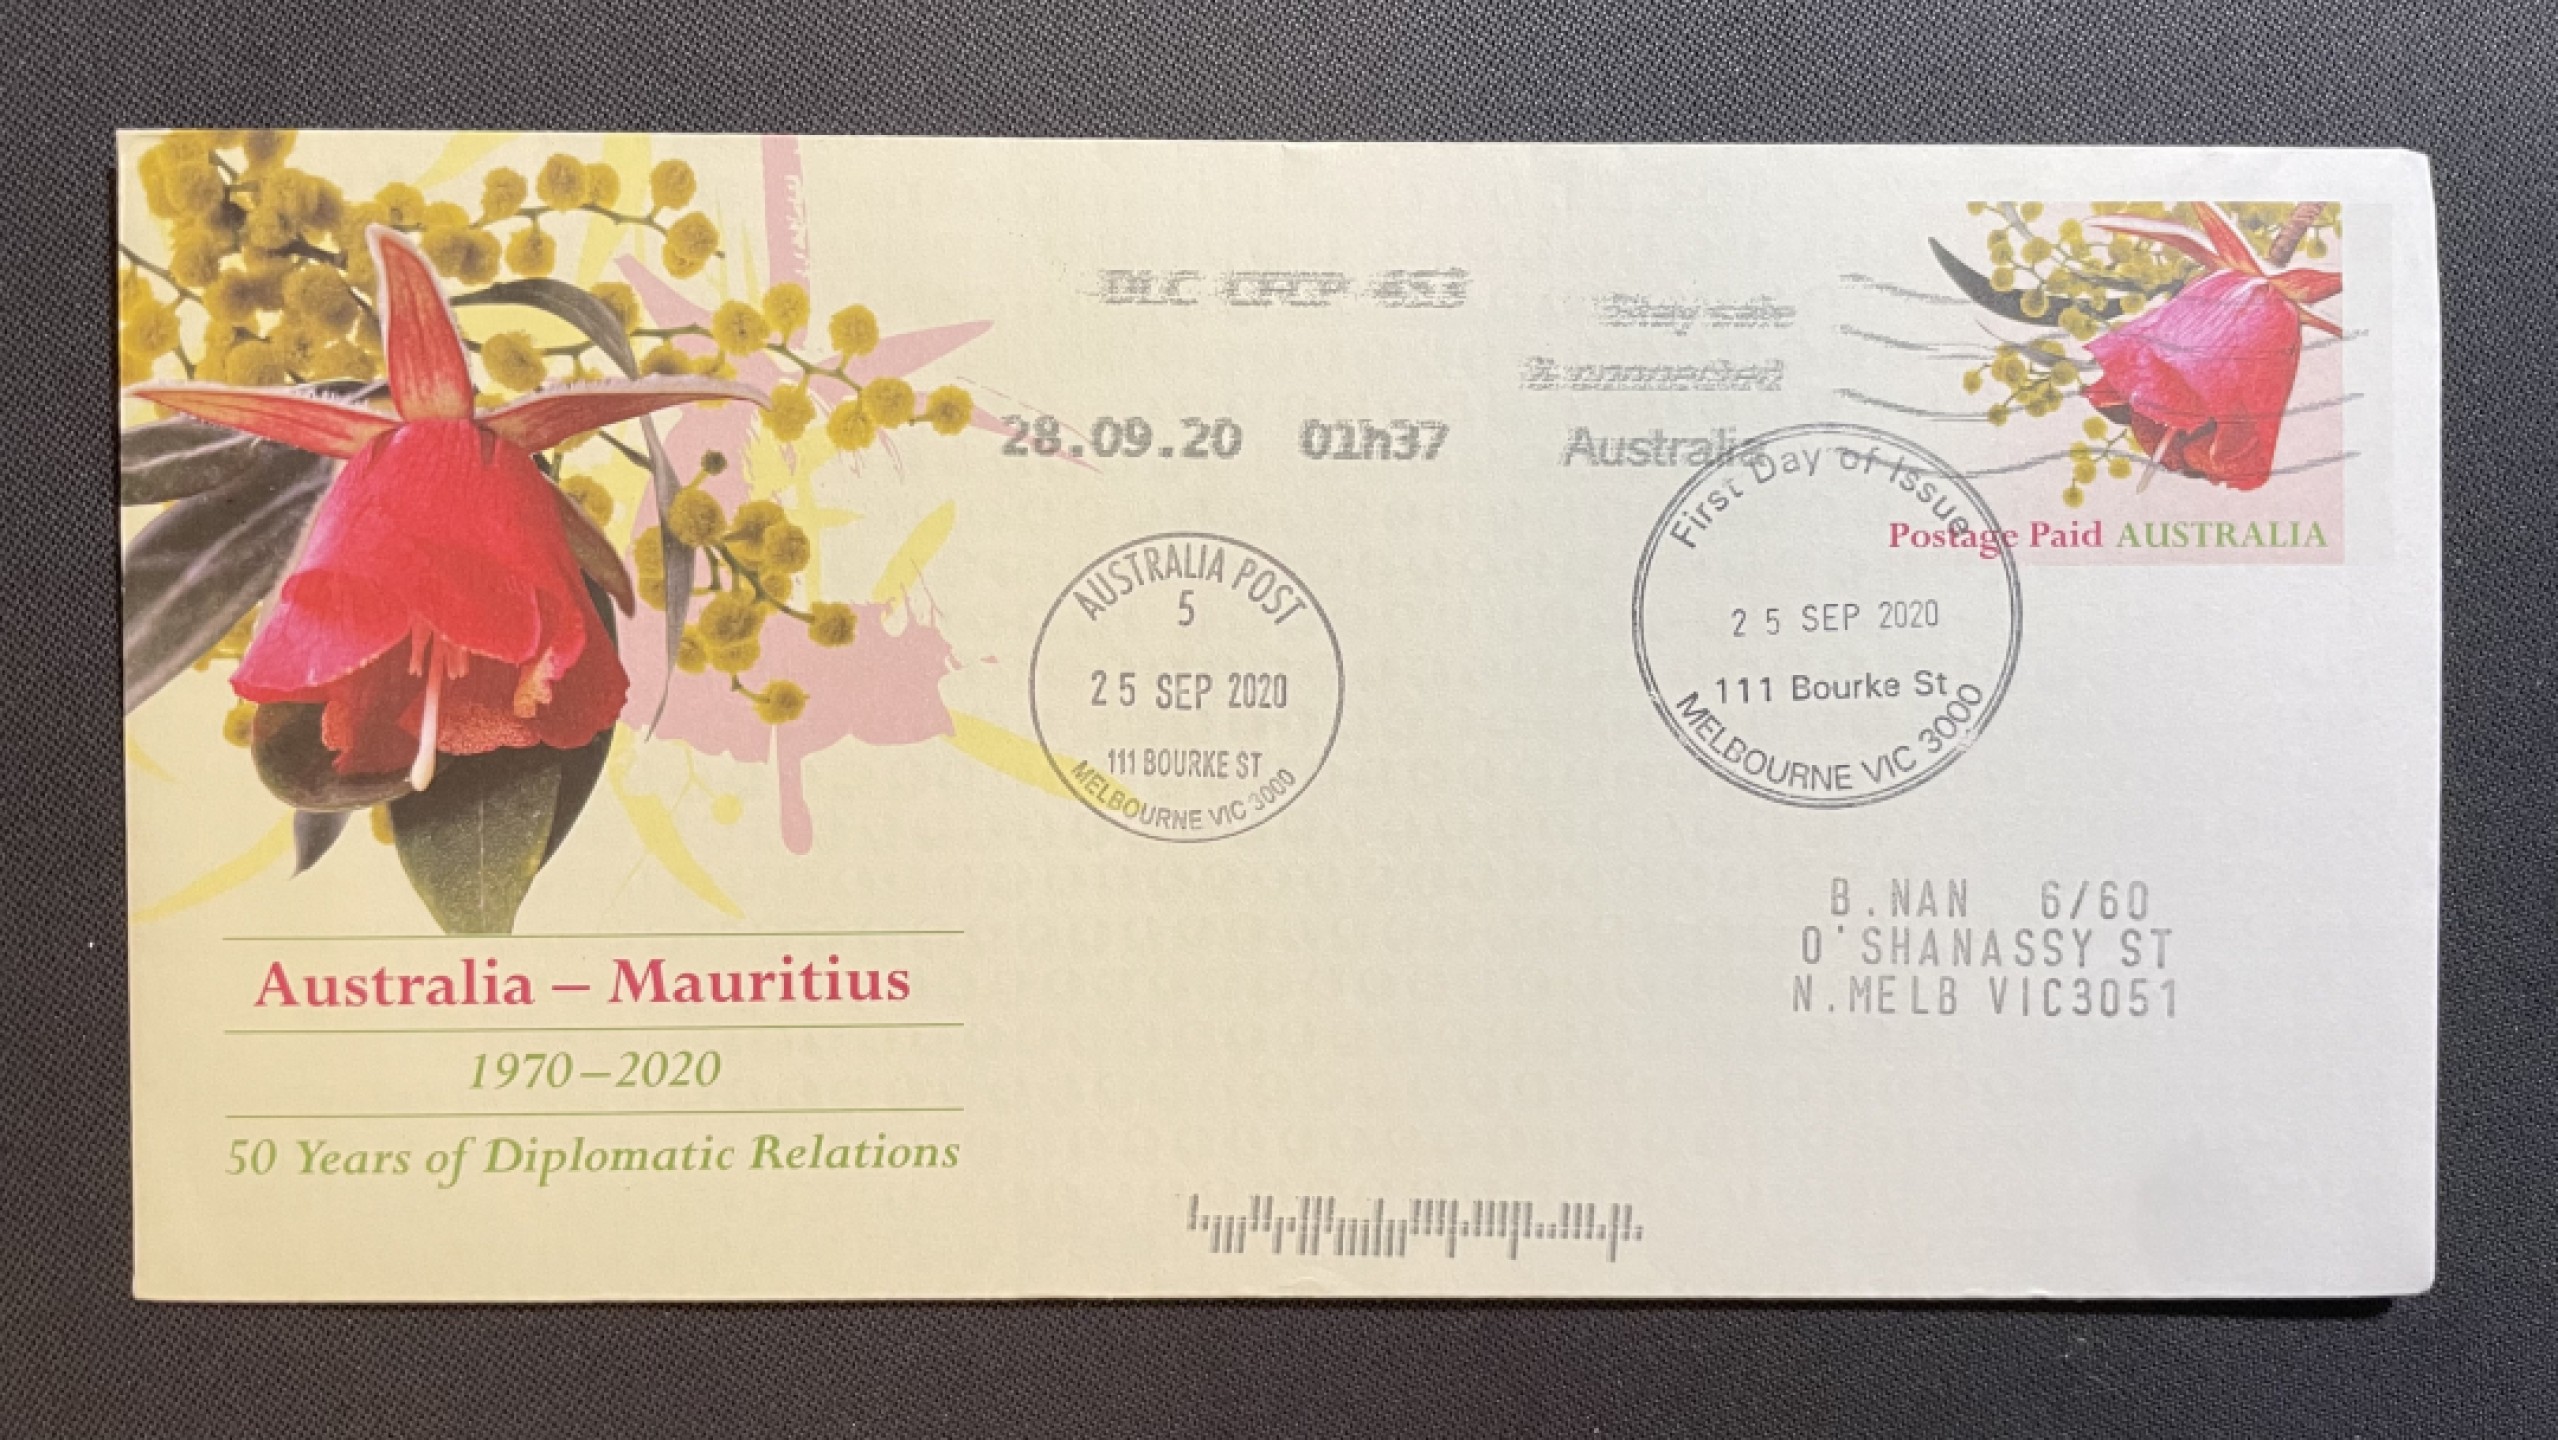 28.09.20 01h37
Australia
Postage Paid AUSTRALIA
First Day of Issue
25 SEP 2020
111 Bourke St
MELBOURNE VIC 3000
AUSTRALIA POST
5
25 SEP 2020
111 BOURKE ST
MELBOURNE VIC 3000
B.NAN 6/60
O'SHANASSY ST
N.MELB VIC3051
Australia – Mauritius
1970–2020
50 Years of Diplomatic Relations